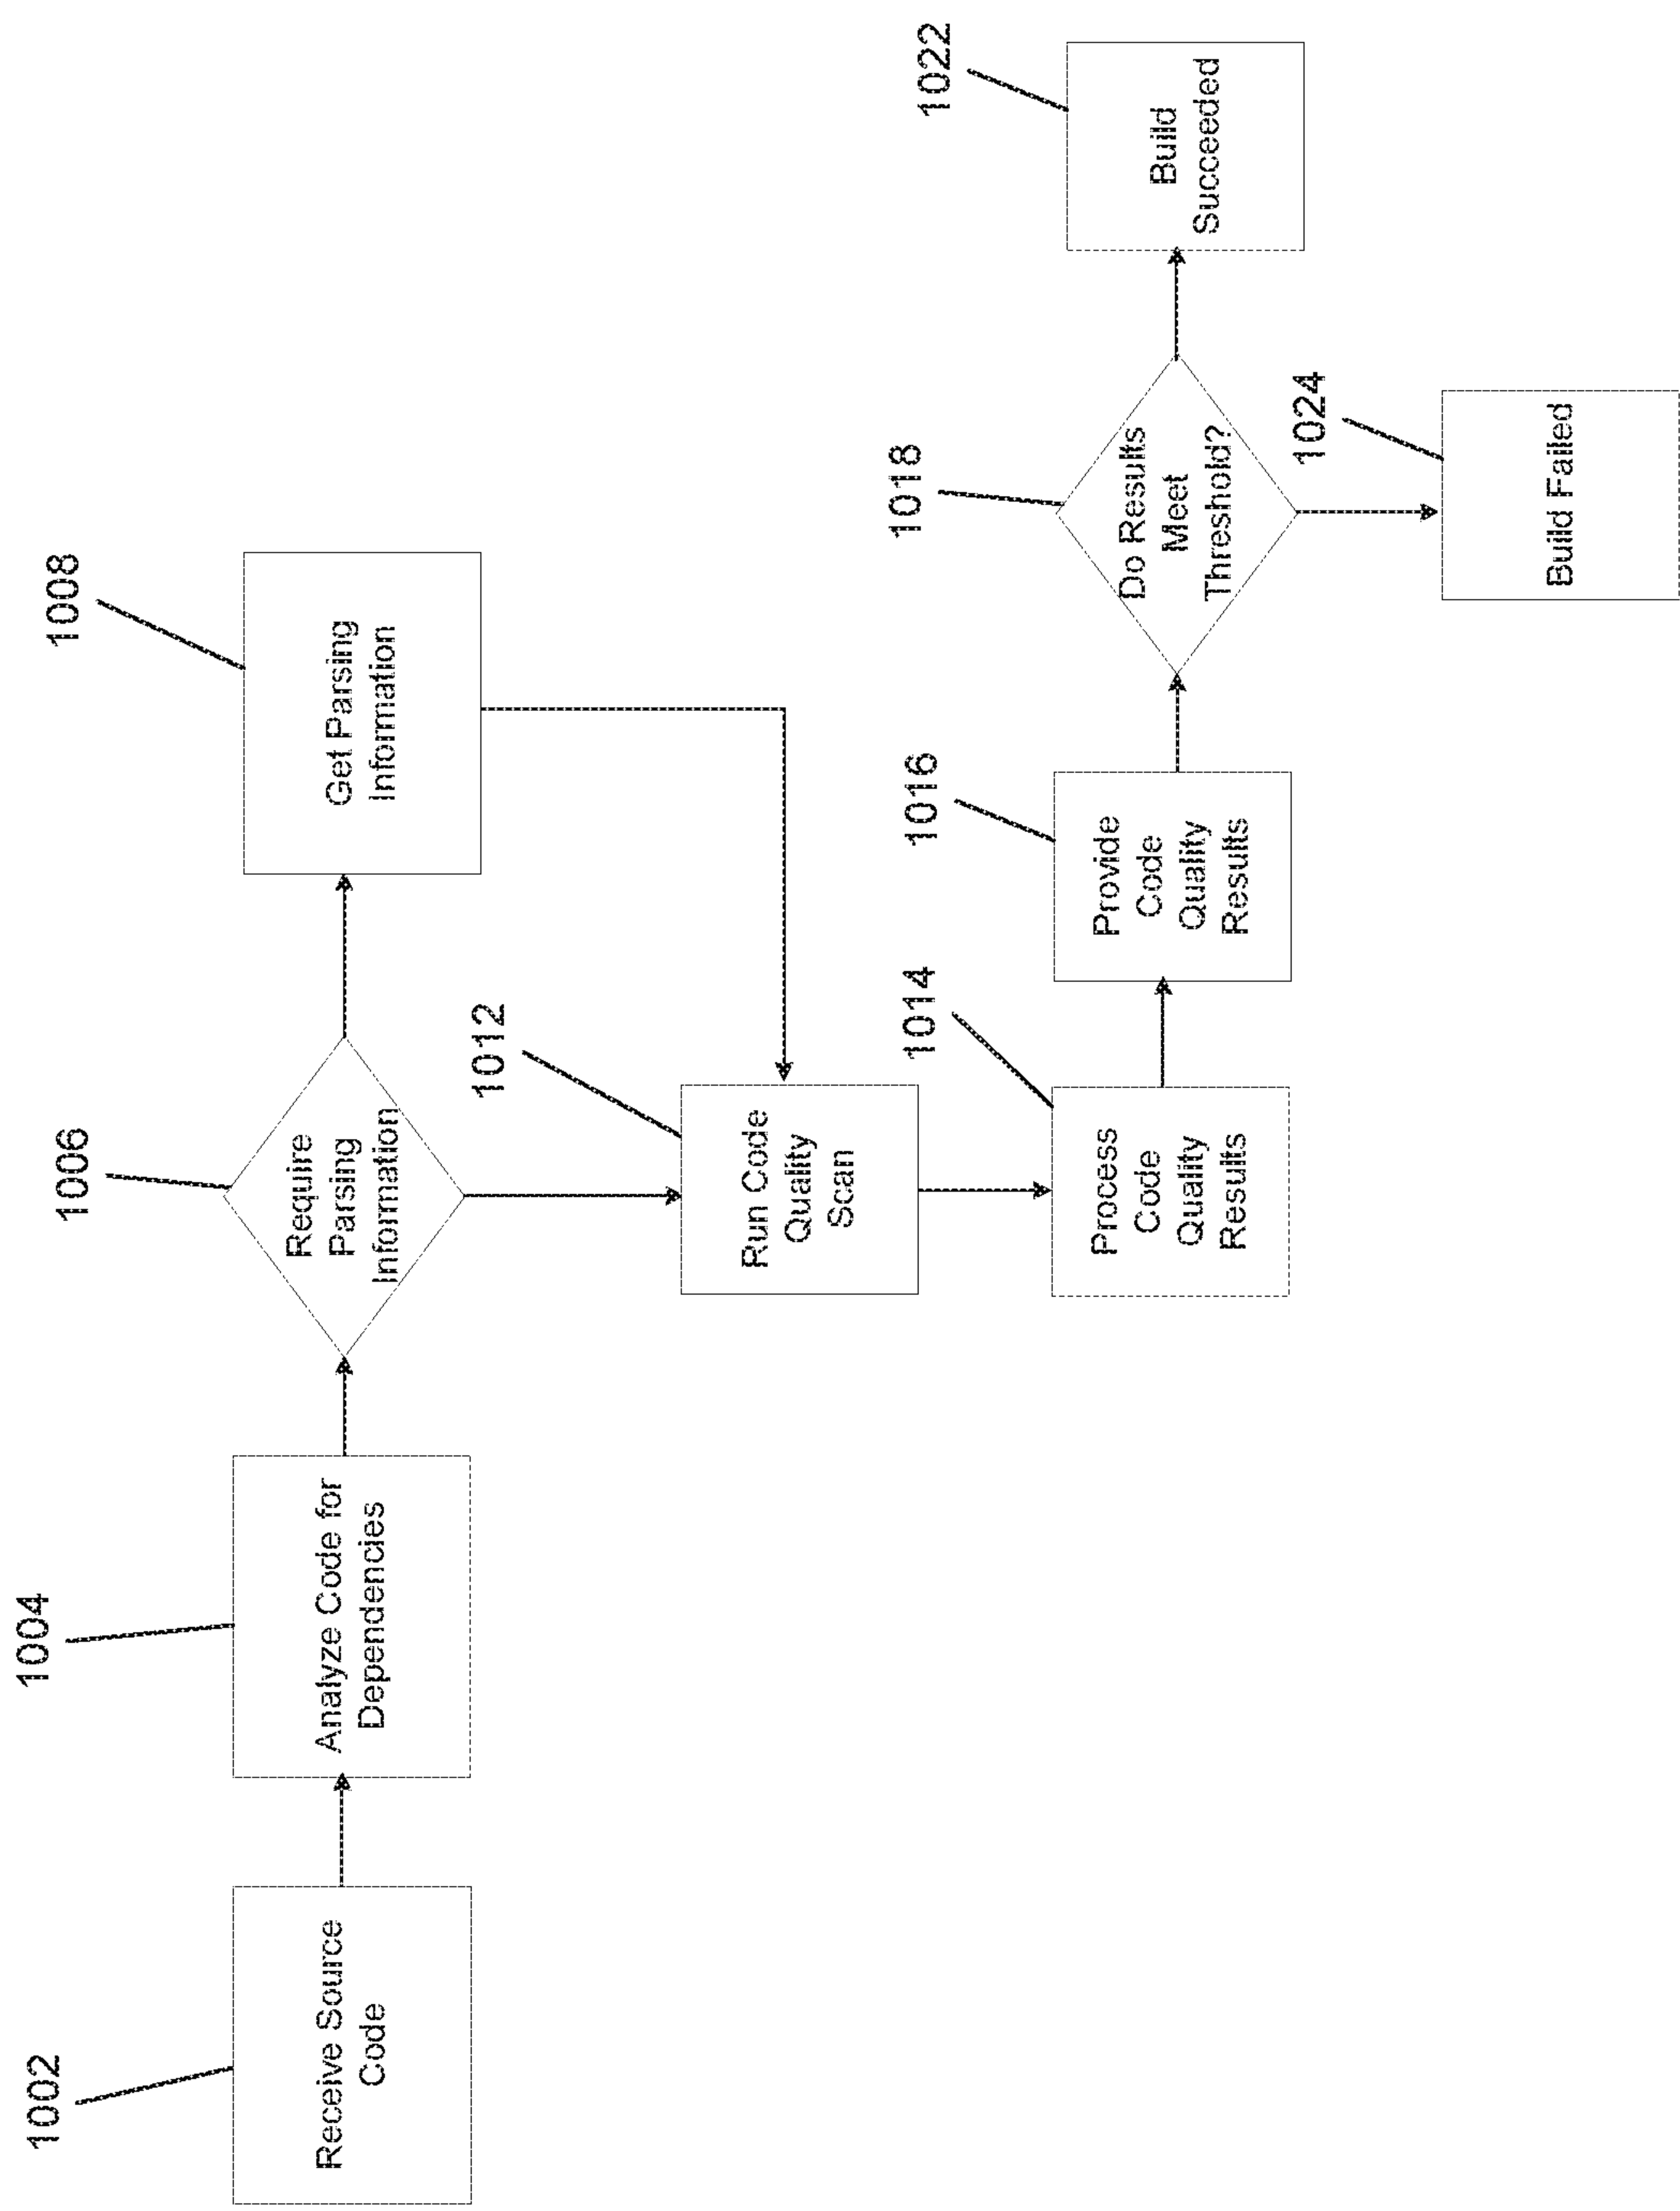 1002
Receive Source
Code
1004
Analyze Code for
Dependencies
1006
Require
Parsing
Information
1008
Get Parsing
Information
1012
Run Code
Quality
Scan
1014
Process
Code
Quality
Results
1016
Provide
Code
Quality
Results
1018
Do Results
Meet
Threshold?
1022
Build
Succeeded
1024
Build Failed